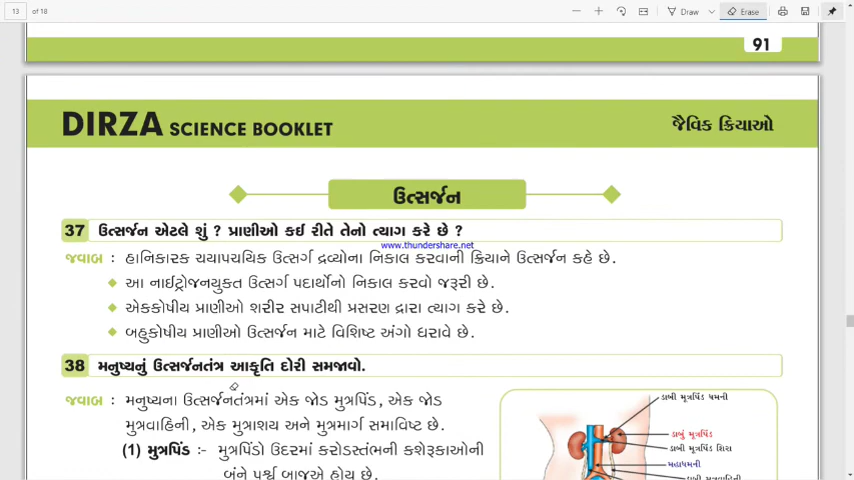 13 of 18
Draw
Erase
91
DIRZA SCIENCE BOOKLET
જૈવિક ક્રિયાઓ
ઉત્સર્જન
37 ઉત્સર્જન એટલે શું ? પ્રાણીઓ કઈ રીતે તેનો ત્યાગ કરે છે ?
www.thundershare.net
જવાબ : હાનિકારક ચયાપચયિક ઉત્સર્ગ દ્રવ્યોના નિકાલ કરવાની ક્રિયાને ઉત્સર્જન કહે છે.
આ નાઈટ્રોજનયુક્ત ઉત્સર્ગ પદાર્થોનો નિકાલ કરવો જરૂરી છે.
એકકોષીય પ્રાણીઓ શરીર સપાટીથી પ્રસરણ દ્વારા ત્યાગ કરે છે.
બહુકોષીય પ્રાણીઓ ઉત્સર્જન માટે વિશિષ્ટ અંગો ધરાવે છે.
38 મનુષ્યનું ઉત્સર્જનતંત્ર આકૃતિ દોરી સમજાવો.
જવાબ : મનુષ્યના ઉત્સર્જનતંત્રમાં એક જોડ મુત્રપિંડ, એક જોડ
મુત્રવાહિની, એક મુત્રાશય અને મુત્રમાર્ગ સમાવિષ્ટ છે.
(1) મુત્રપિંડ :- મુત્રપિંડો ઉદરમાં કરોડસ્તંભની કશેરૂકાઓની
બંને પાર્શ્વ બાજુએ હોય છે.
ડાબી મૂત્રપિંડ ધમની
ડાબું મૂત્રપિંડ
ડાબી મૂત્રપિંડ શિરા
મહાધમની
ડાબી મૂત્રવાહિની